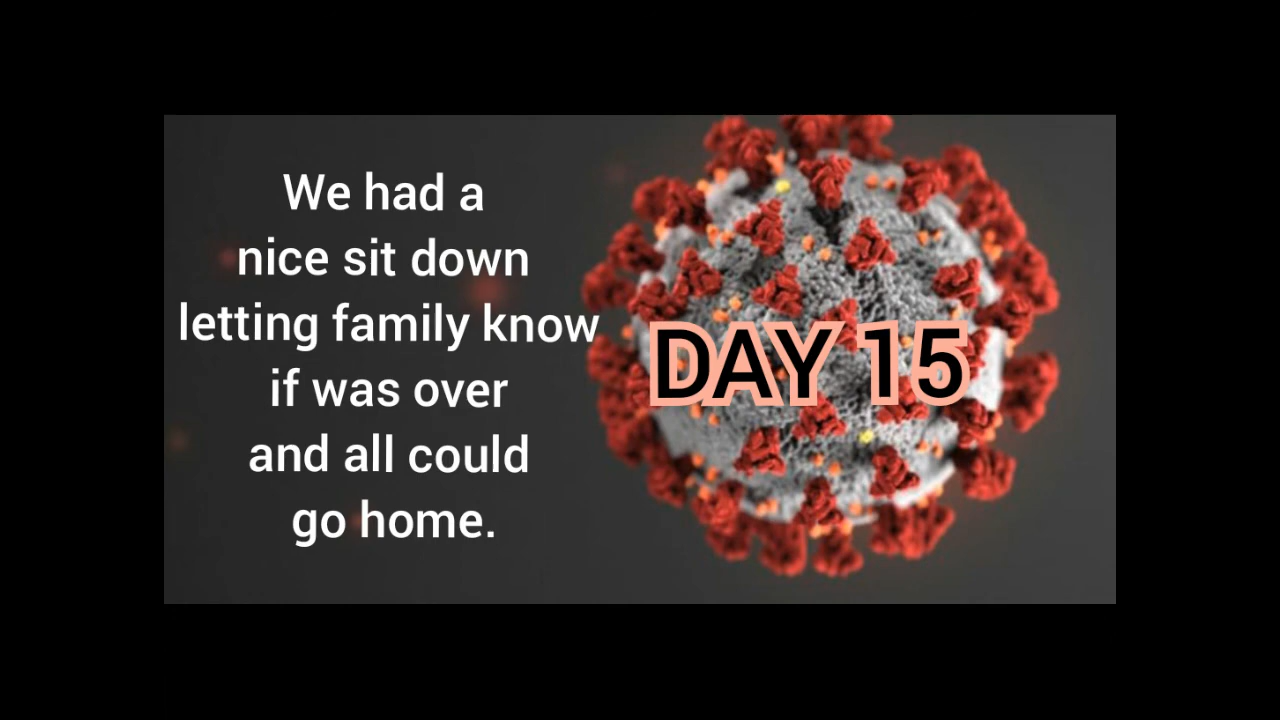 We had a
nice sit down
letting family know
if was over
and all could
go home.
DAY 15